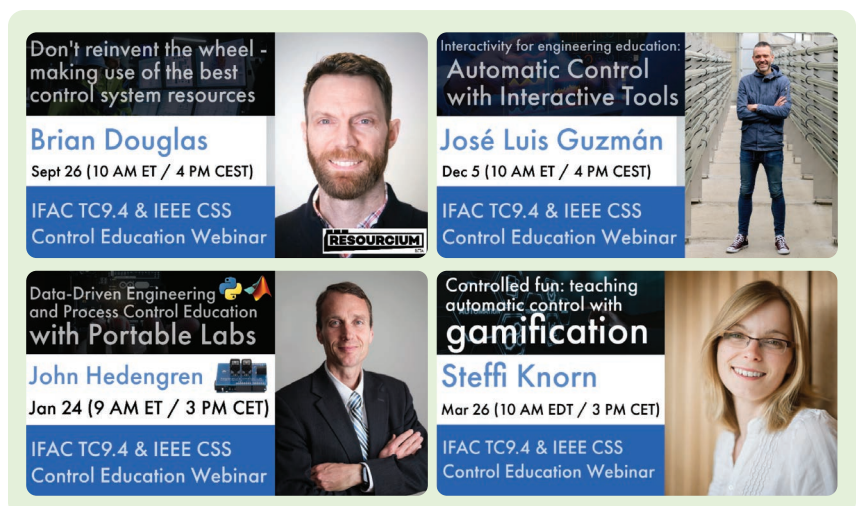 Don't reinvent the wheel -
making use of the best
control system resources
Brian Douglas
Sept 26 (10 AM ET / 4 PM CEST)
IFAC TC9.4 & IEEE CSS
Control Education Webinar
RESOURCIUM
Interactivity for engineering education:
Automatic Control
with Interactive Tools
José Luis Guzmán
Dec 5 (10 AM ET / 4 PM CEST)
IFAC TC9.4 & IEEE CSS
Control Education Webinar
Data-Driven Engineering
and Process Control Education
with Portable Labs
John Hedengren
Jan 24 (9 AM ET / 3 PM CET)
IFAC TC9.4 & IEEE CSS
Control Education Webinar
Controlled fun: teaching
automatic control with
gamification
Steffi Knorn
Mar 26 (10 AM EDT / 3 PM CET)
IFAC TC9.4 & IEEE CSS
Control Education Webinar